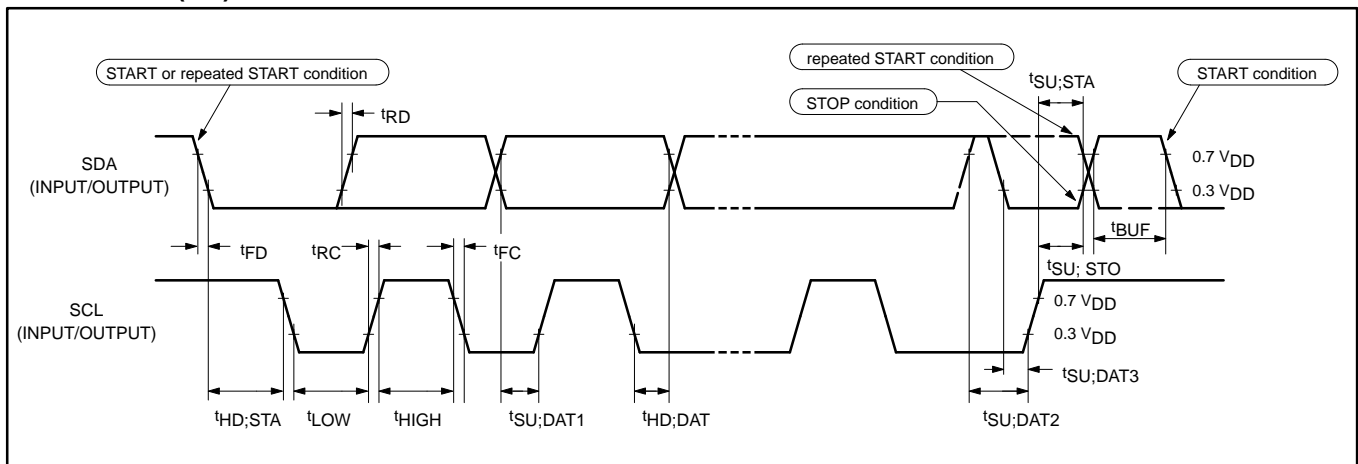 START or repeated START condition
repeated START condition
STOP condition
tSU;STA
START condition
tRD
SDA
(INPUT/OUTPUT)
0.7 VDD
0.3 VDD
tFD
tRC
tFC
tBUF
tSU; STO
SCL
(INPUT/OUTPUT)
0.7 VDD
0.3 VDD
tSU;DAT3
tHD;STA
tLOW
tHIGH
tSU;DAT1
tHD;DAT
tSU;DAT2